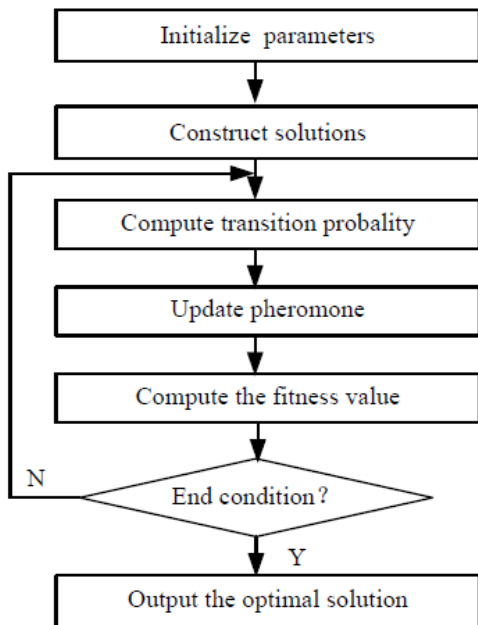 Initialize parameters
Construct solutions
Compute transition probality
Update pheromone
Compute the fitness value
N
End condition？
Y
Output the optimal solution